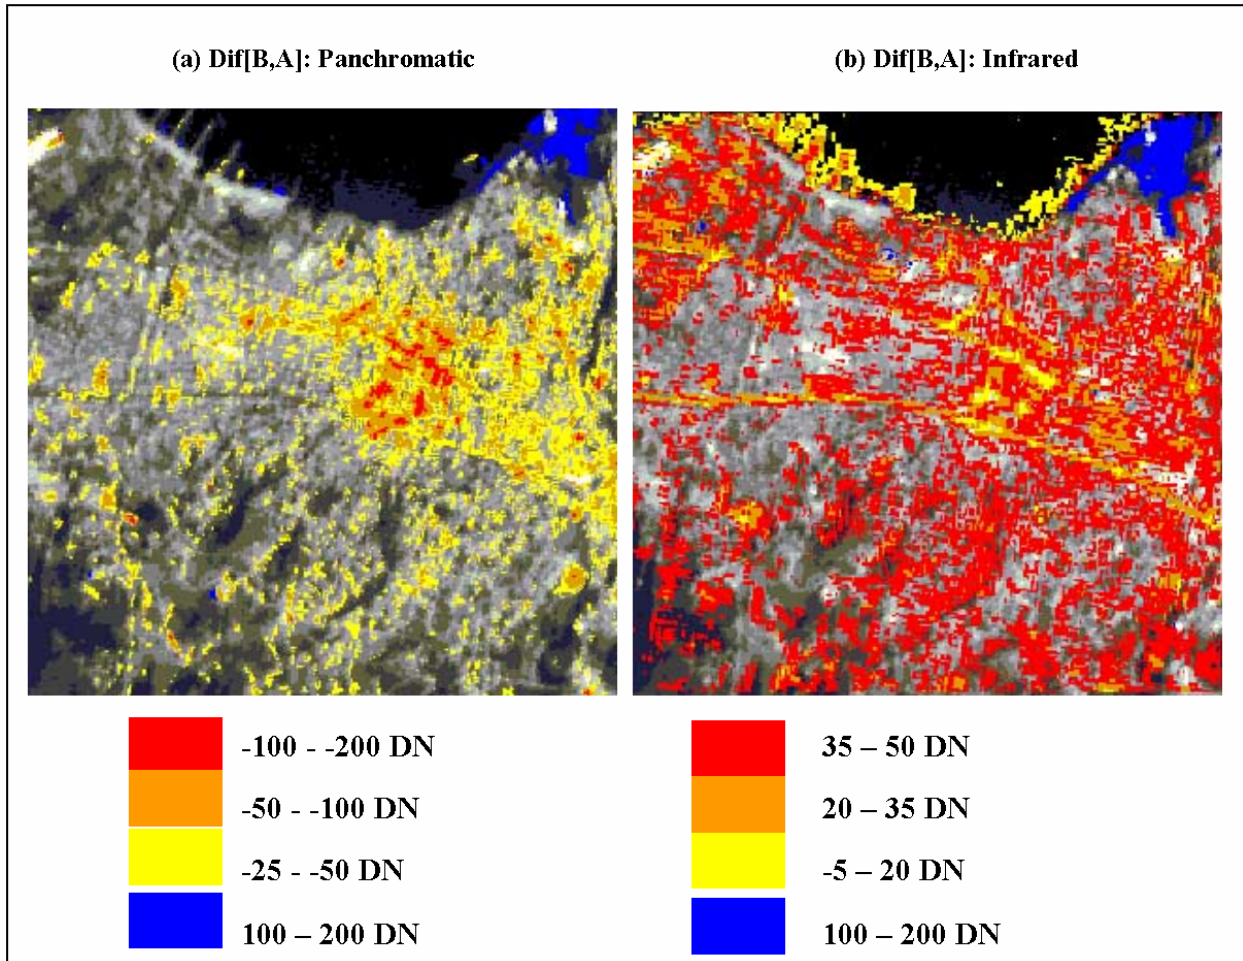 (a) Dif[B,A]: Panchromatic
(b) Dif[B,A]: Infrared
-100 - -200 DN
-50 - -100 DN
-25 - -50 DN
100 – 200 DN
35 – 50 DN
20 – 35 DN
-5 – 20 DN
100 – 200 DN